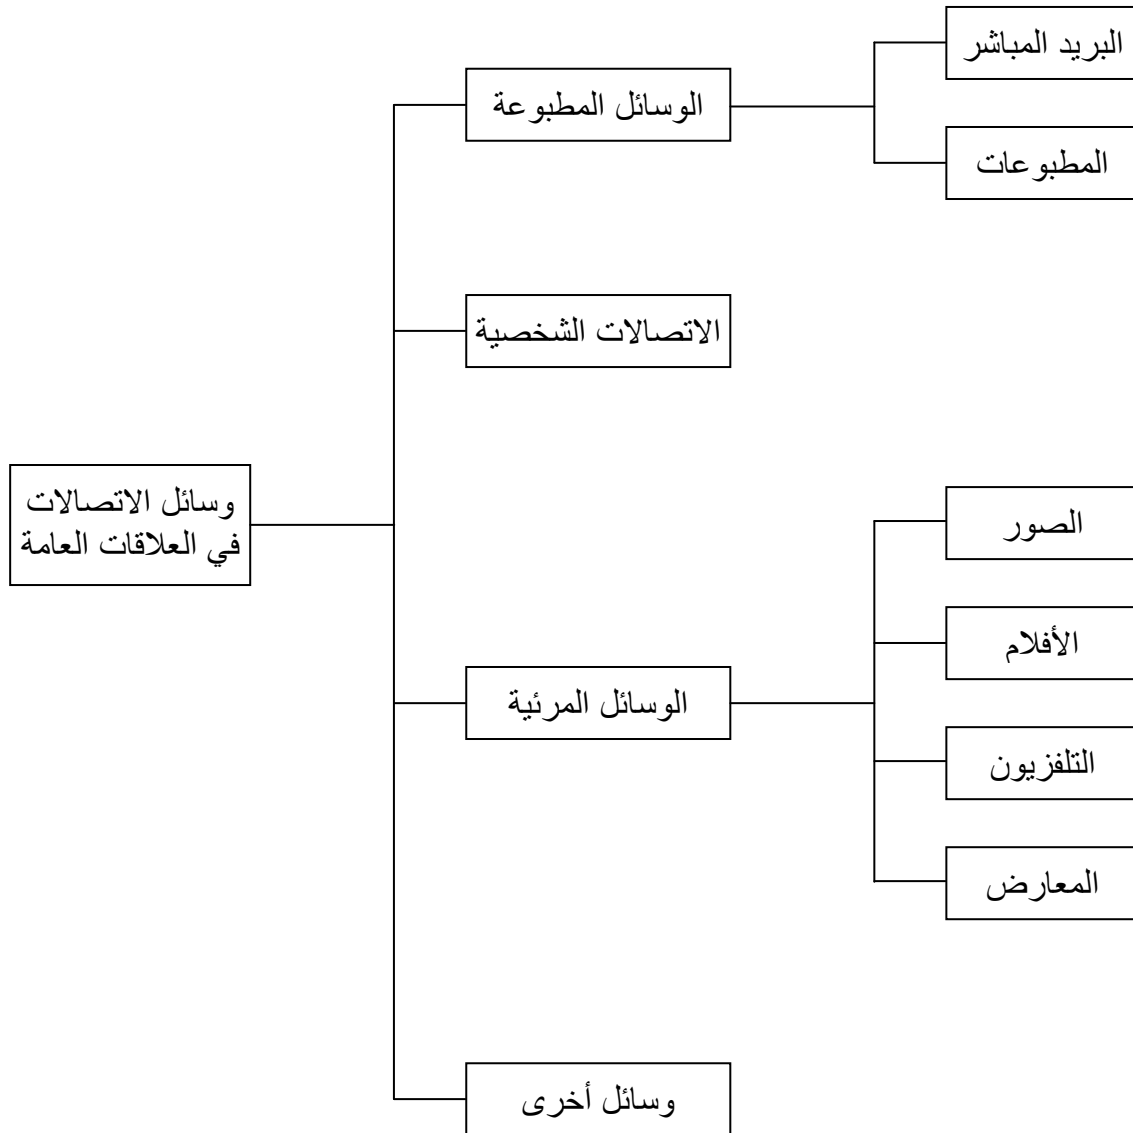 وسائل الاتصالات
في العلاقات العامة
الوسائل المطبوعة
البريد المباشر
المطبوعات
الاتصالات الشخصية
الوسائل المرئية
الصور
الأفلام
التلفزيون
المعارض
وسائل أخرى